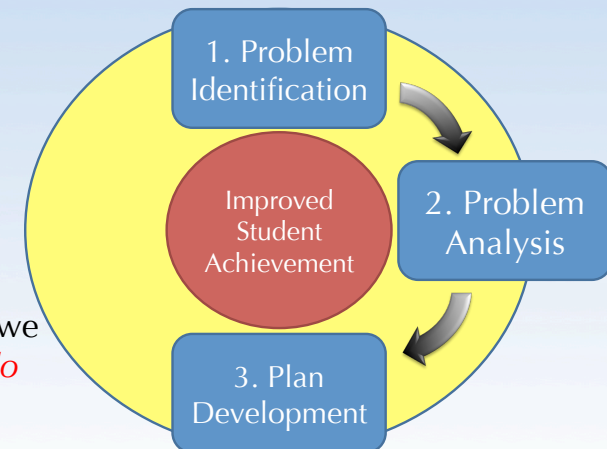 1. Problem
Identification
Improved
Student
Achievement
2. Problem
Analysis
we
3. Plan
Development